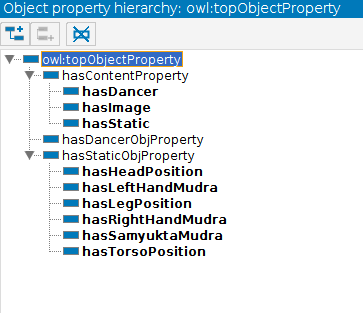 Object property hierarchy: owl:topObjectProperty
owl:topObjectProperty
hasContentProperty
hasDancer
hasImage
hasStatic
hasDancerObjProperty
hasStaticObjProperty
hasHeadPosition
hasLeftHandMudra
hasLegPosition
hasRightHandMudra
hasSamyuktaMudra
hasTorsoPosition